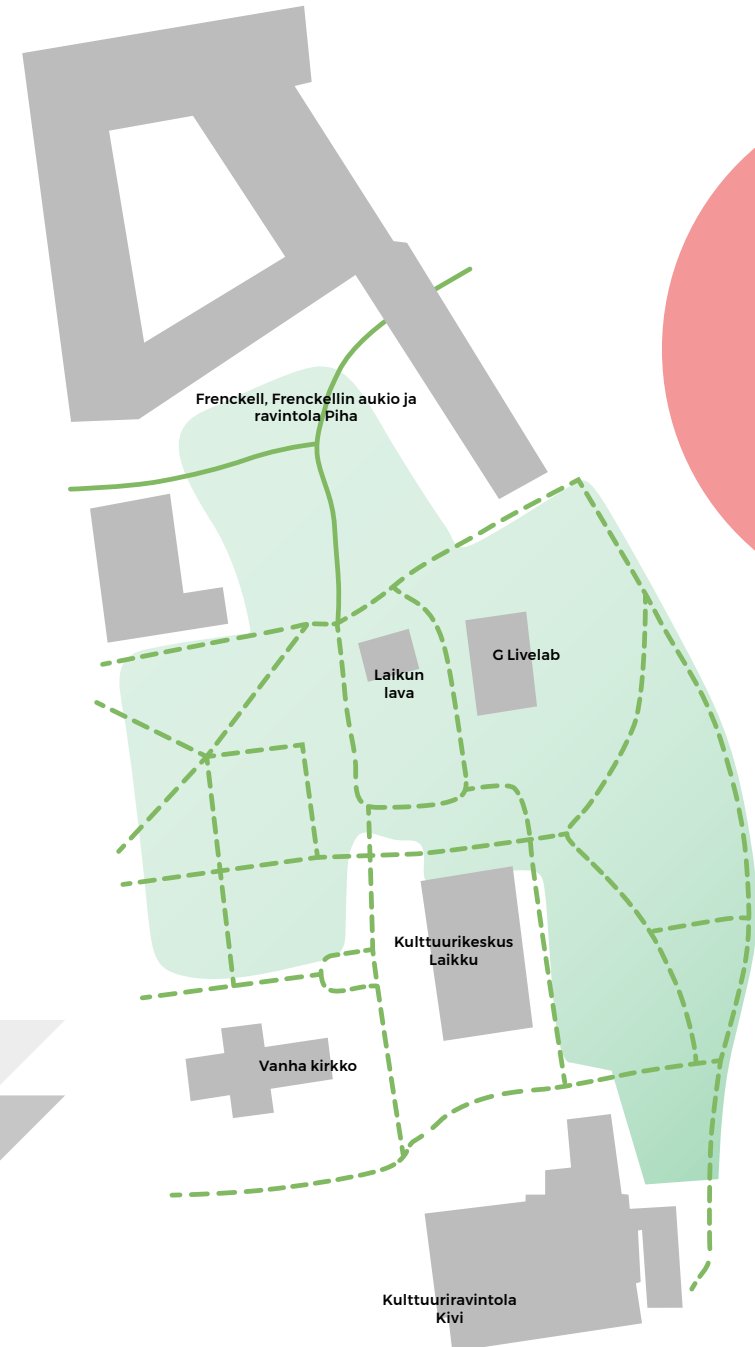 Frenckell, Frenckellin aukio ja
ravintola Piha
G Livelab
Laikun
lava
Kulttuurikeskus
Laikku
Vanha kirkko
Kulttuuriravintola
Kivi